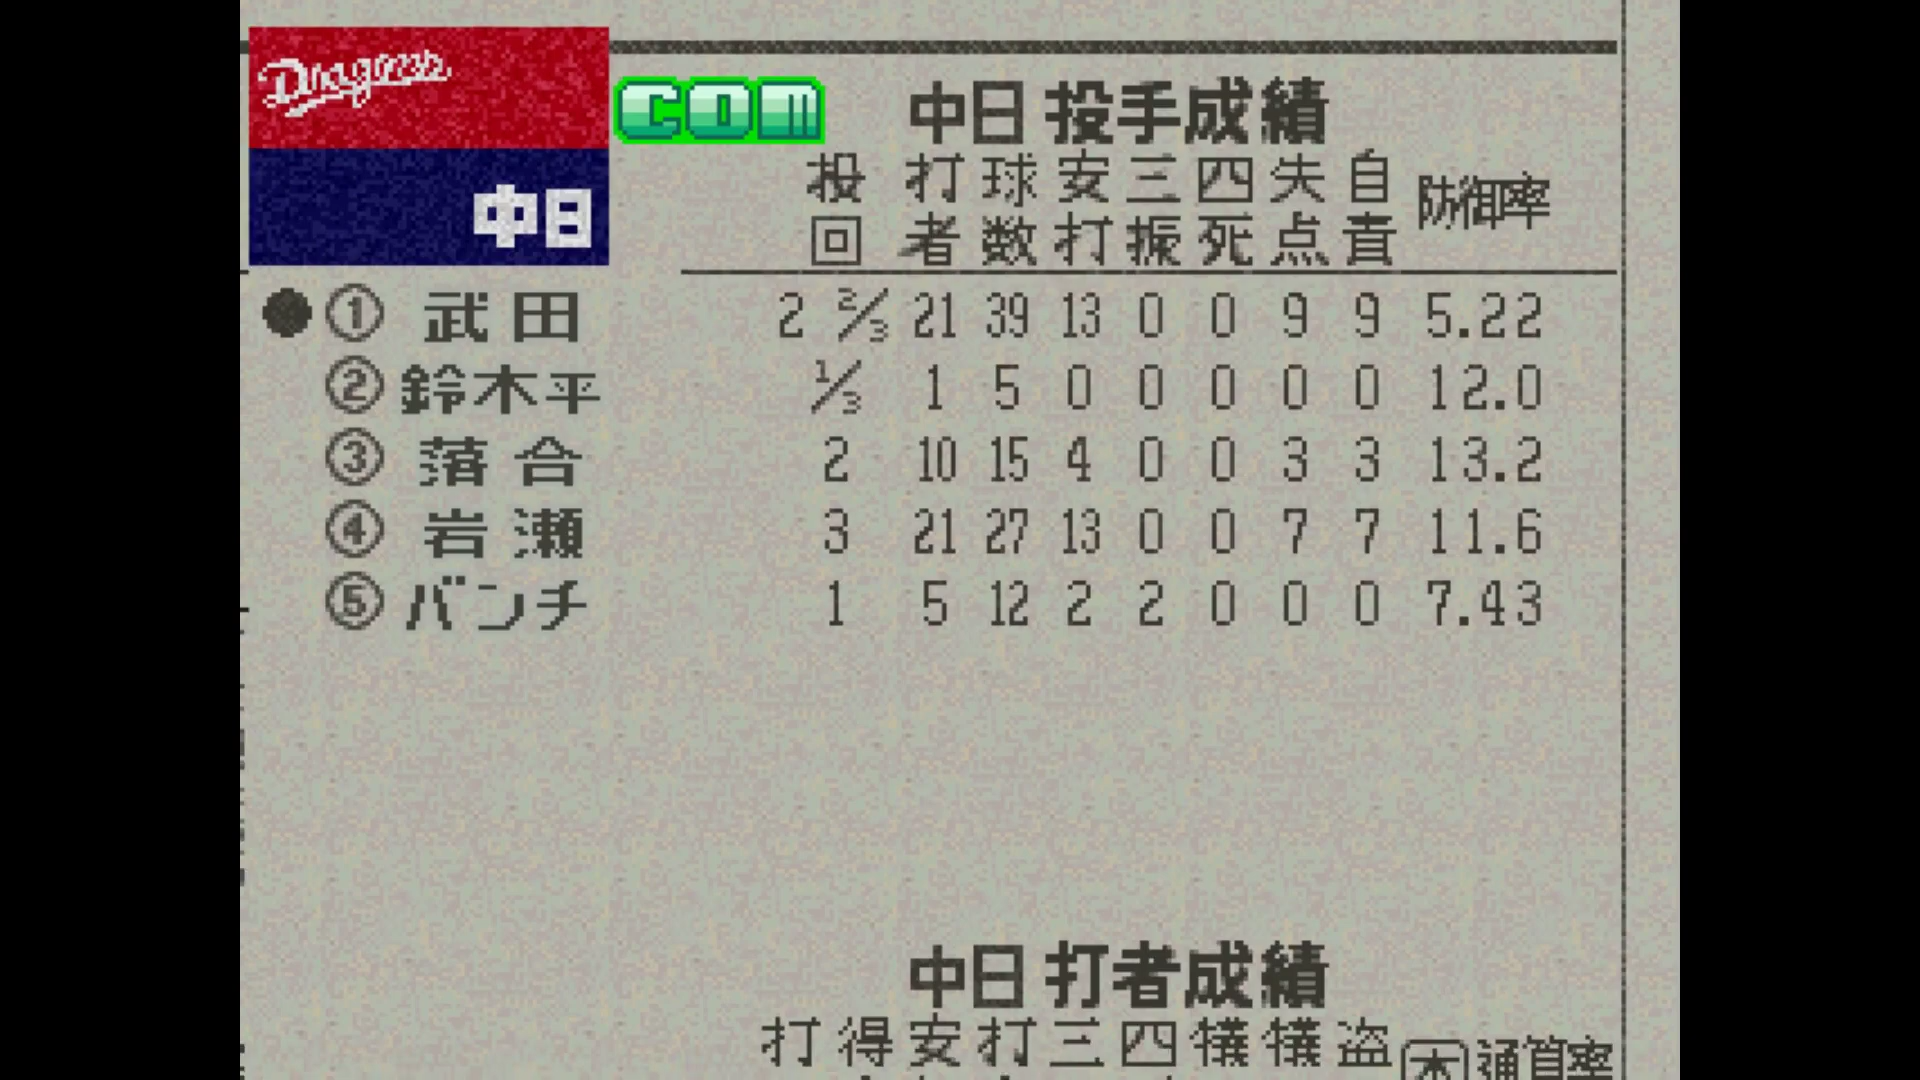 Dragons
中日
COM
中日 投手成績
投回 打者 球数 安打 三振 四死 失点 自責 防御率
● ① 武田 2 2/3 21 39 13 0 0 9 9 5.22
② 鈴木平 1/3 1 5 0 0 0 0 0 12.0
③ 落合 2 10 15 4 0 0 3 3 13.2
④ 岩瀬 3 21 27 13 0 0 7 7 11.6
⑤ バンチ 1 5 12 2 2 0 0 0 7.43
中日 打者成績
打 得 安 打 三 四 犠 犠 盗 本 通算率